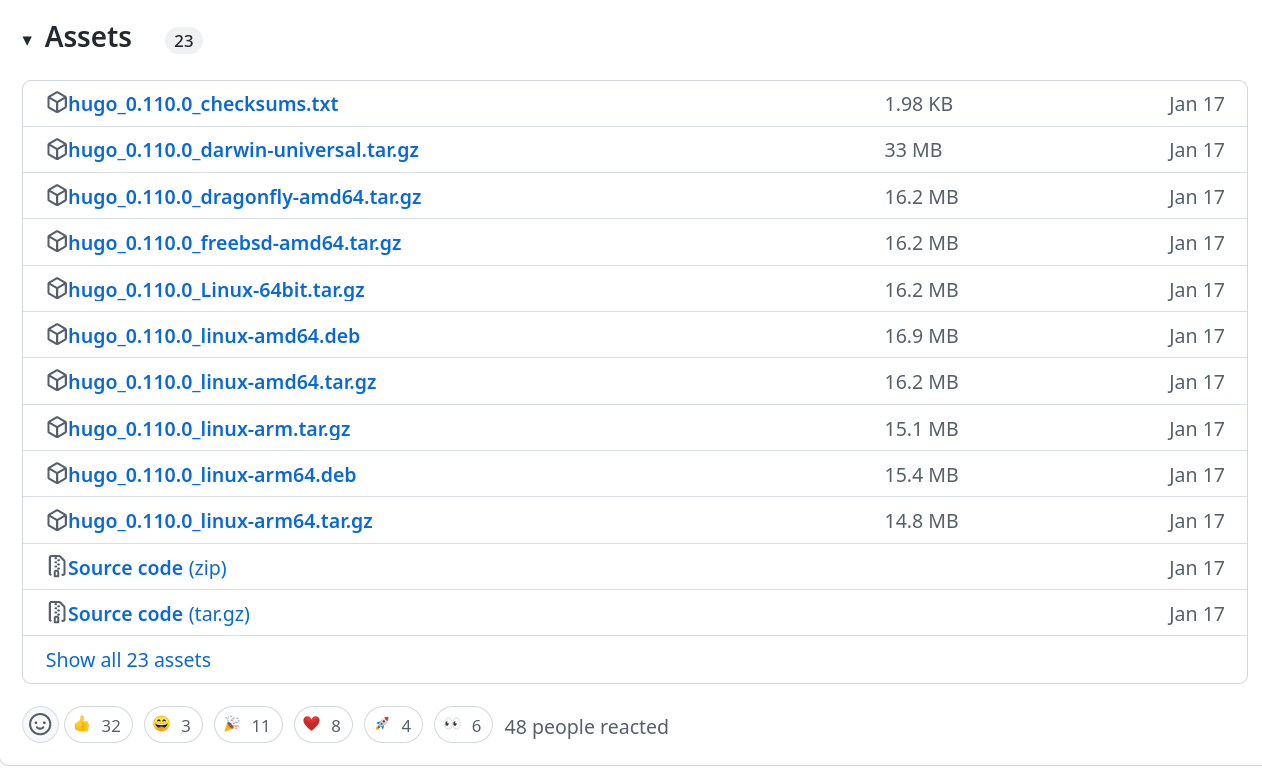 Assets 23
hugo_0.110.0_checksums.txt 1.98 KB Jan 17
hugo_0.110.0_darwin-universal.tar.gz 33 MB Jan 17
hugo_0.110.0_dragonfly-amd64.tar.gz 16.2 MB Jan 17
hugo_0.110.0_freebsd-amd64.tar.gz 16.2 MB Jan 17
hugo_0.110.0_Linux-64bit.tar.gz 16.2 MB Jan 17
hugo_0.110.0_linux-amd64.deb 16.9 MB Jan 17
hugo_0.110.0_linux-amd64.tar.gz 16.2 MB Jan 17
hugo_0.110.0_linux-arm.tar.gz 15.1 MB Jan 17
hugo_0.110.0_linux-arm64.deb 15.4 MB Jan 17
hugo_0.110.0_linux-arm64.tar.gz 14.8 MB Jan 17
Source code (zip) Jan 17
Source code (tar.gz) Jan 17
Show all 23 assets
👍 32 😄 3 🎉 11 ❤️ 8 🚀 4 👀 6 48 people reacted